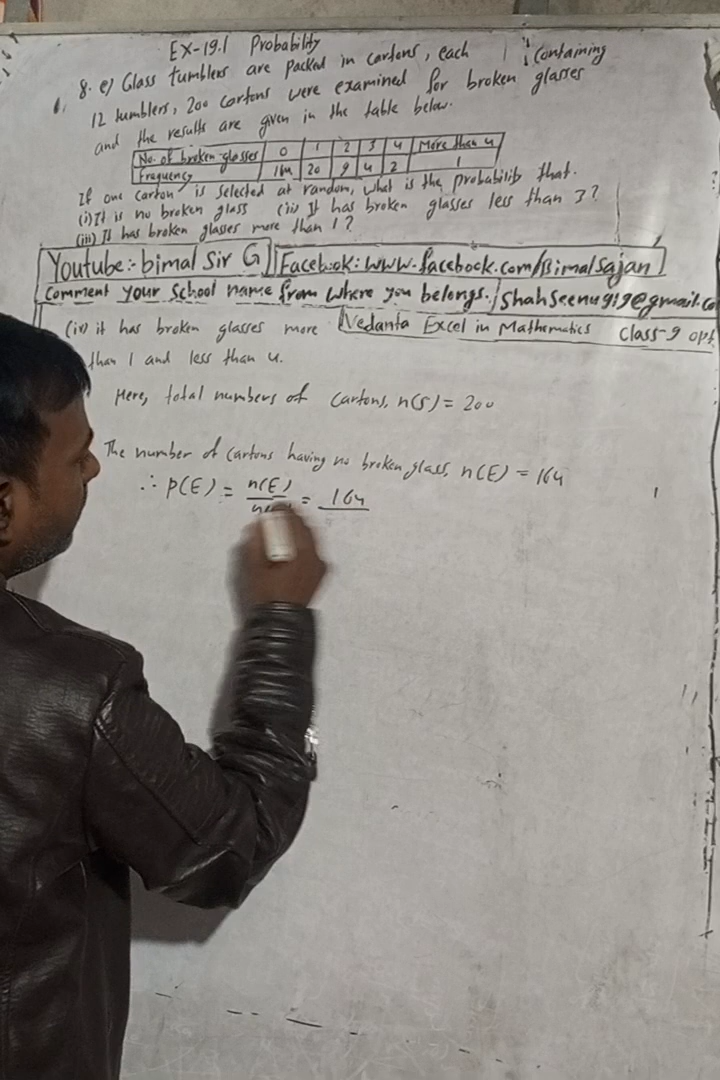 EX-19.1 Probability
8. e) Glass tumblers are packed in cartons, each containing
12 tumblers, 200 cartons were examined for broken glasses
and the results are given in the table below.
No. of broken glasses 0 1 2 3 4 More than 4
Frequency 164 20 9 4 2 1
If one carton is selected at random, what is the probability that.
(i) It is no broken glass (ii) It has broken glasses less than 3?
(iii) It has broken glasses more than 1?
Youtube:- bimal Sir G Facebook: www.facebook.com/Bimalsajan
Comment your School name from where you belongs. / Shahseenu919@gmail.co
(iv) it has broken glasses more Vedanta Excel in Mathematics Class-9 opt
than 1 and less than 4.
Here, total numbers of cartons, n(S) = 200
The number of cartons having no broken glass, n(E) = 164
∴ P(E) = n(E) = 164